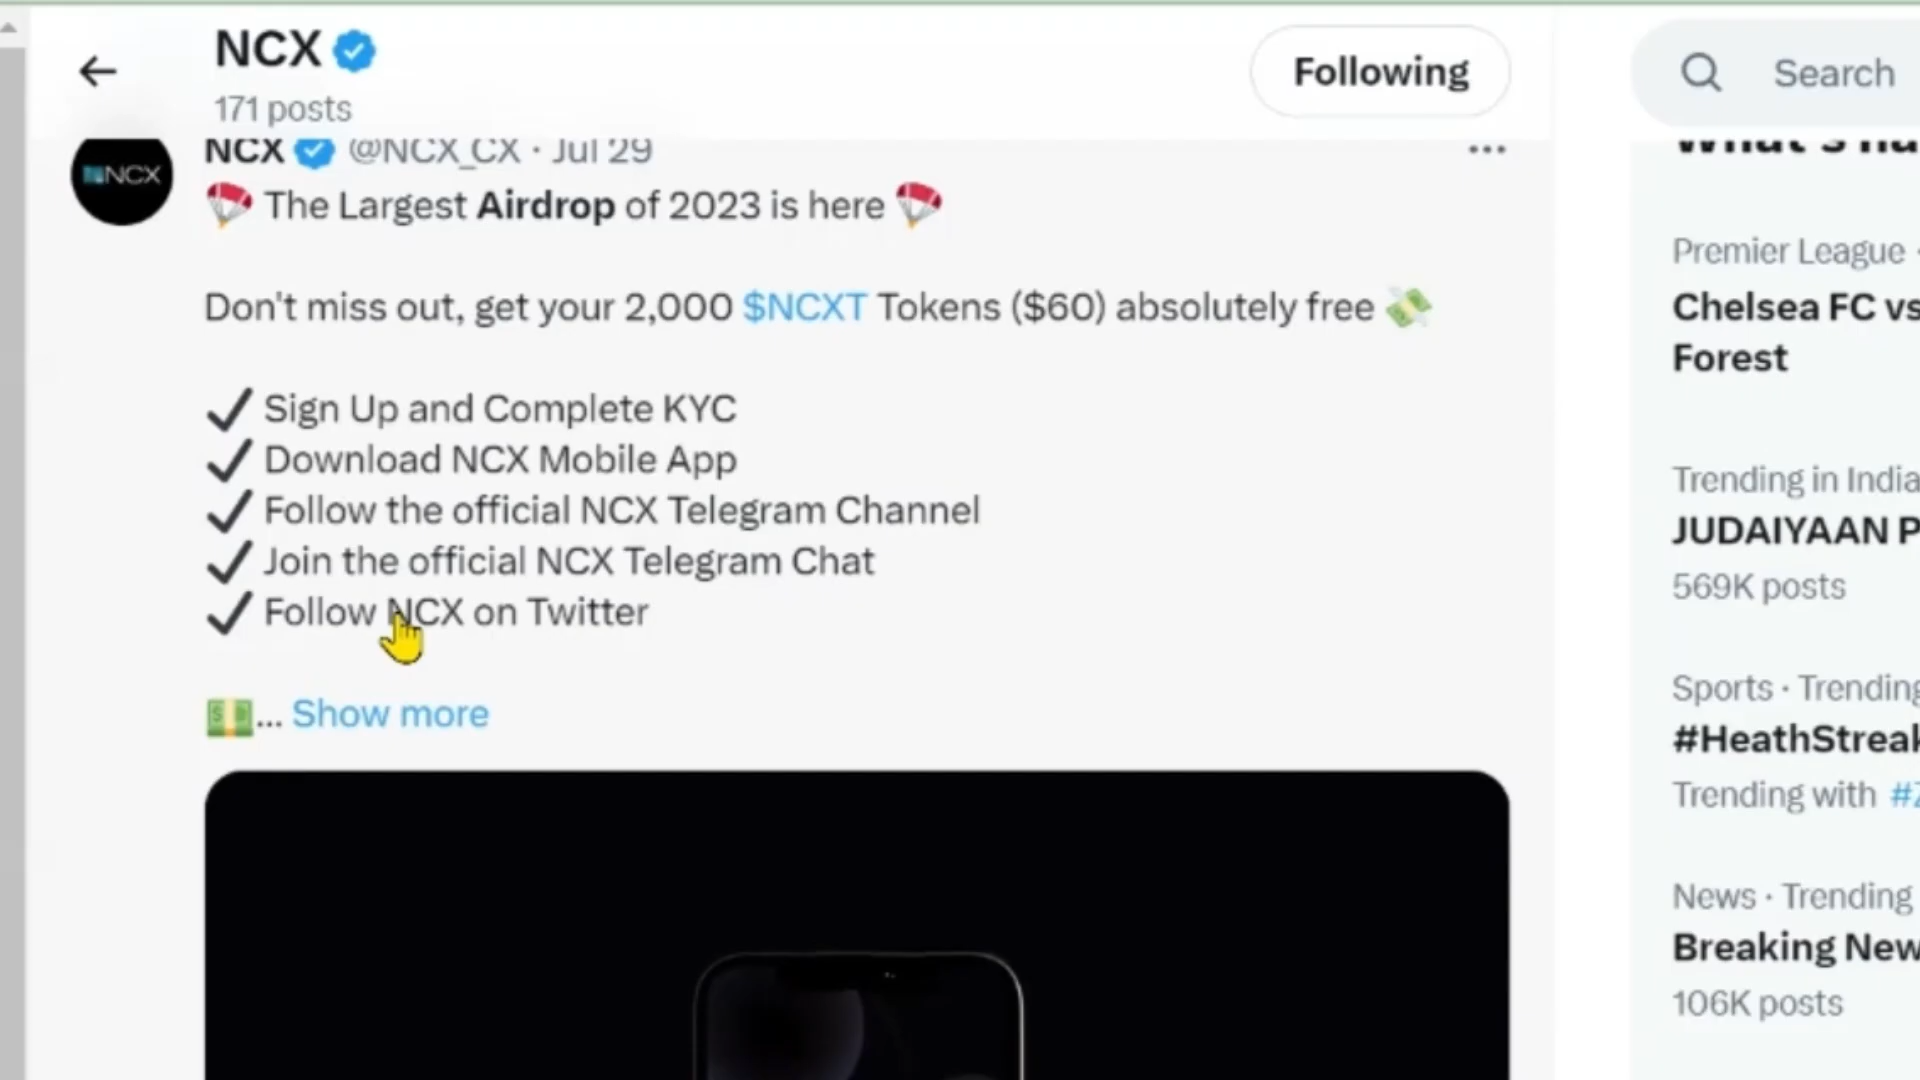 NCX
171 posts
Following
Search
NCX @NCX_CX · Jul 29
NCX
The Largest Airdrop of 2023 is here
Don't miss out, get your 2,000 $NCXT Tokens ($60) absolutely free
Sign Up and Complete KYC
Download NCX Mobile App
Follow the official NCX Telegram Channel
Join the official NCX Telegram Chat
Follow NCX on Twitter
... Show more
Premier League ·
Chelsea FC vs
Forest
Trending in India
JUDAIYAAN P
569K posts
Sports · Trending
#HeathStreak
Trending with #Z
News · Trending
Breaking New
106K posts